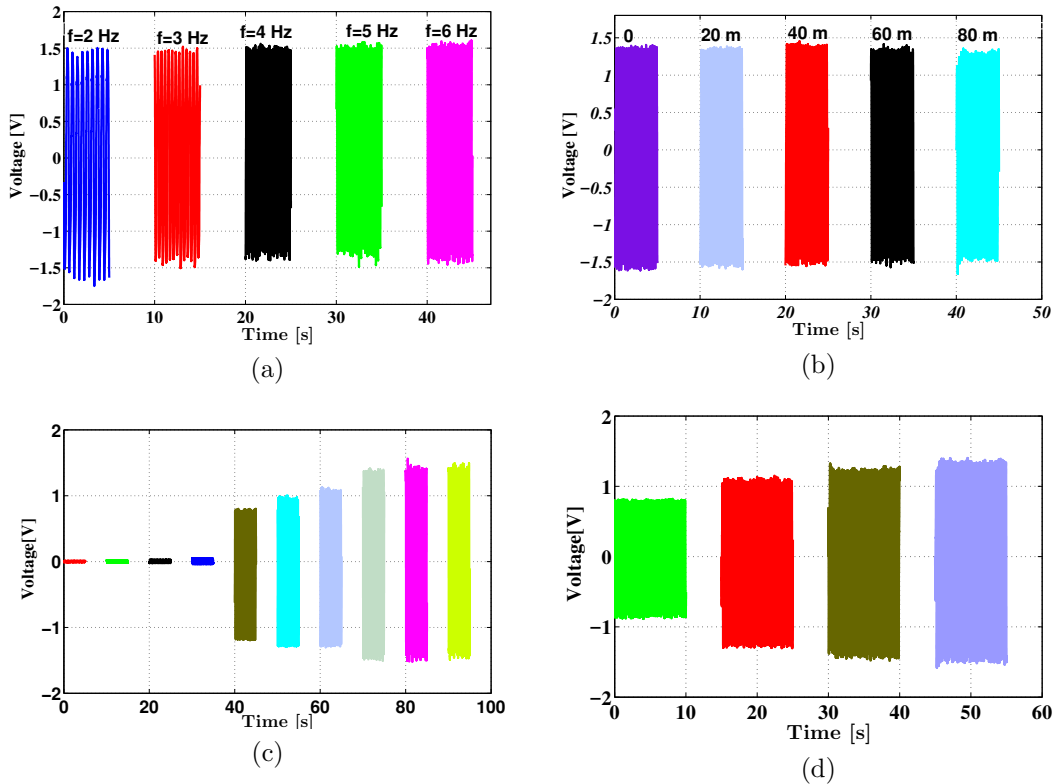 f=2 Hz f=3 Hz f=4 Hz f=5 Hz f=6 Hz
2
1.5
1
0.5
0
−0.5
−1
−1.5
−2
Voltage [V]
0 10 20 30 40
Time [s]
(a)
0 20 m 40 m 60 m 80 m
1.5
1
0.5
0
−0.5
−1
−1.5
−2
Voltage [V]
0 10 20 30 40 50
Time [s]
(b)
2
1
0
−1
−2
Voltage[V]
0 20 40 60 80 100
Time [s]
(c)
2
1
0
−1
−2
Voltage[V]
0 10 20 30 40 50 60
Time [s]
(d)